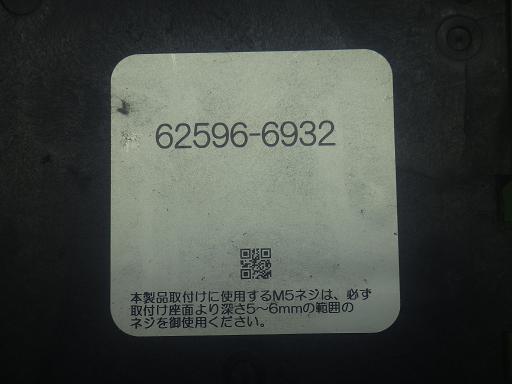 62596-6932
本製品取付けに使用するM5ネジは、必ず
取付け座面より深さ5～6mmの範囲の
ネジを御使用ください。